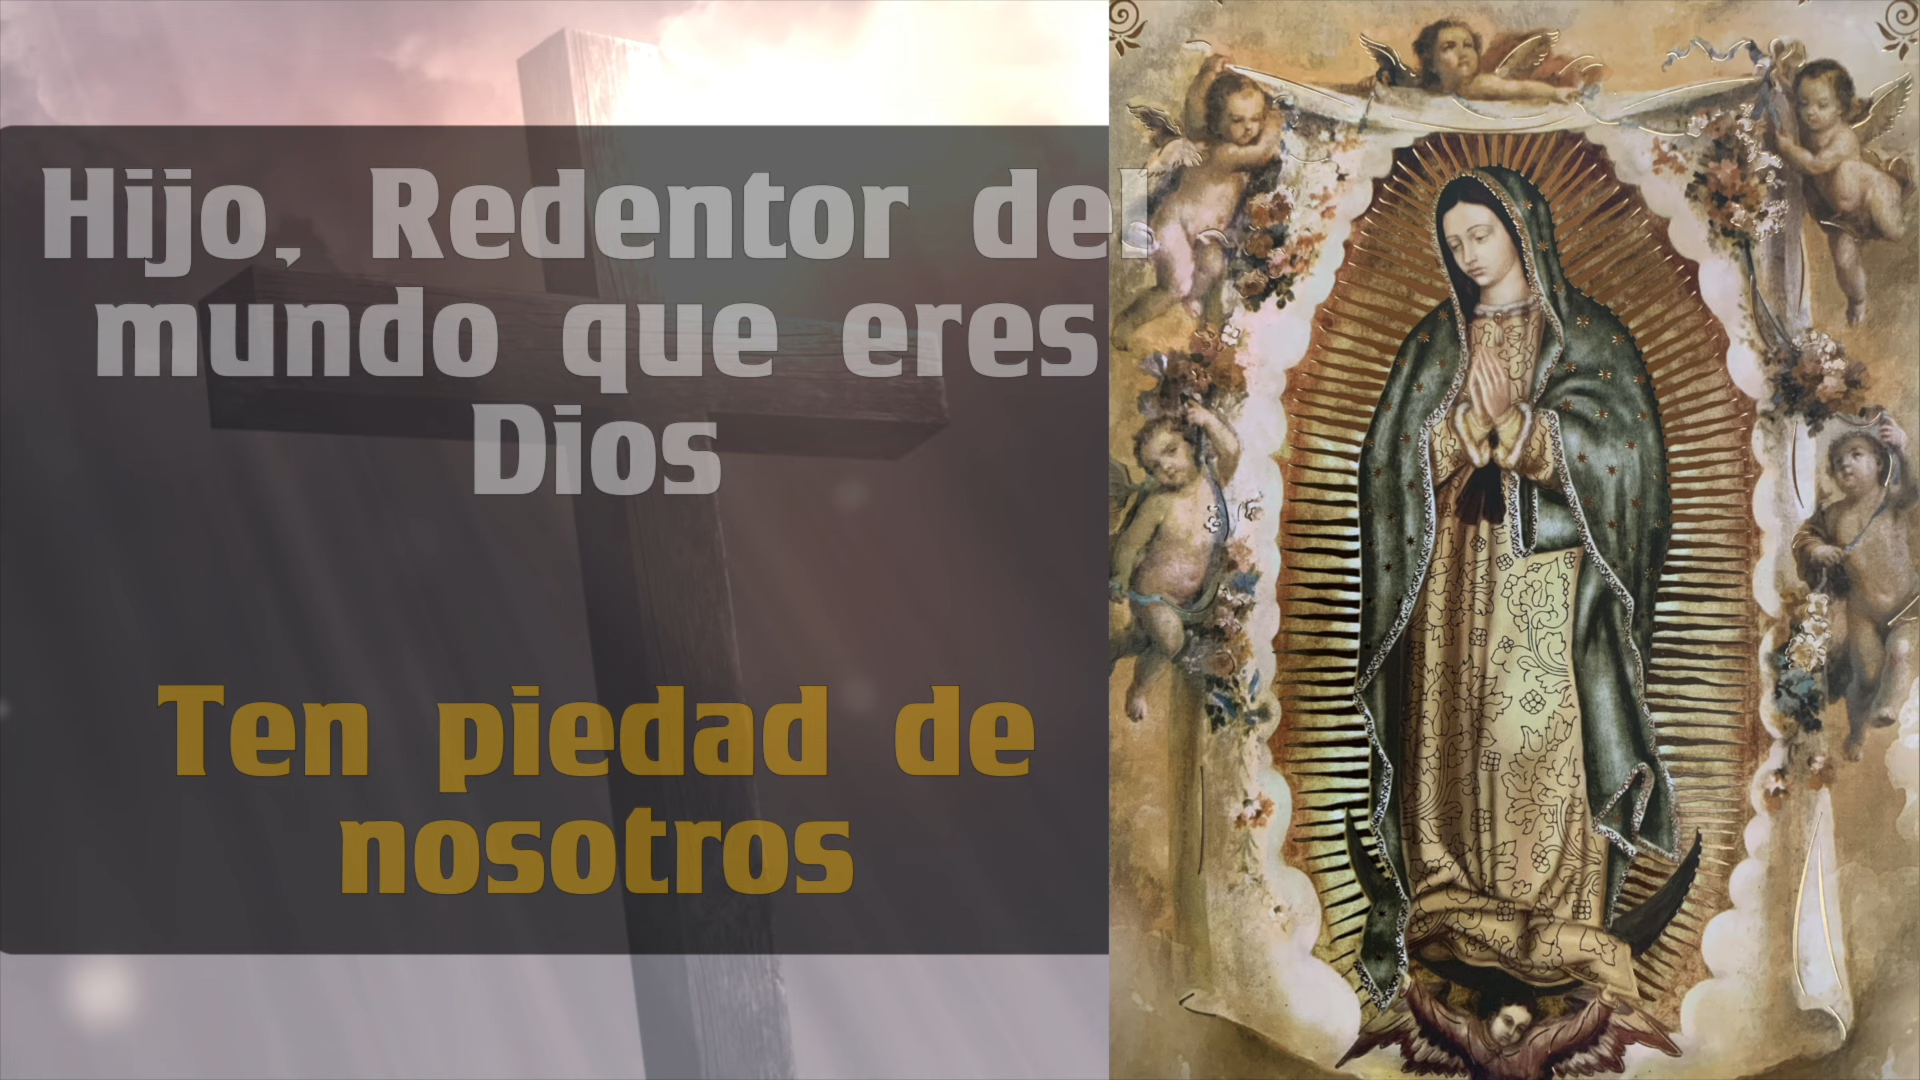 Hijo, Redentor del
mundo que eres
Dios
Ten piedad de
nosotros